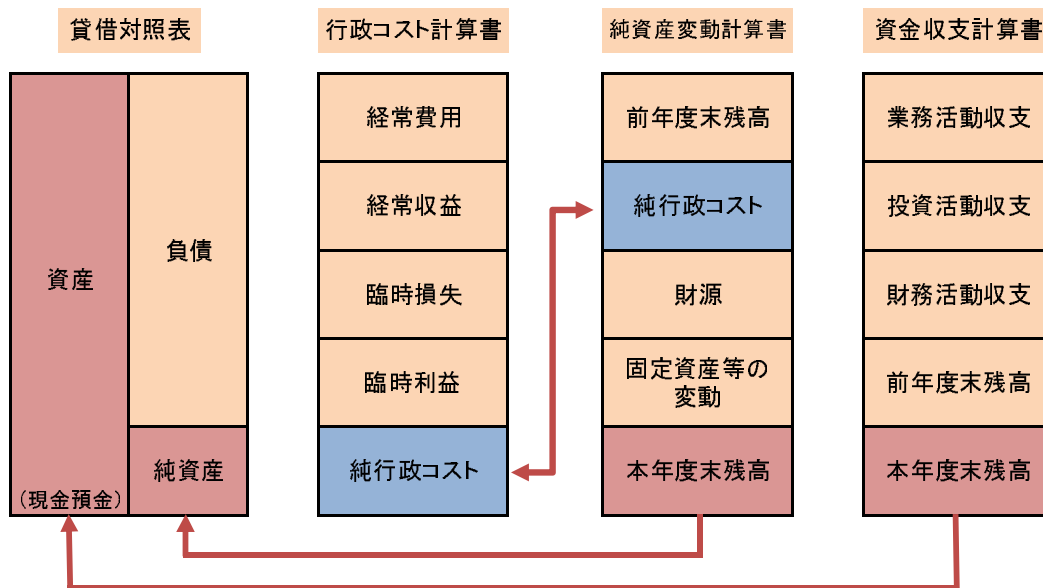 貸借対照表
資産
(現金預金)
負債
純資産
行政コスト計算書
経常費用
経常収益
臨時損失
臨時利益
純行政コスト
純資産変動計算書
前年度末残高
純行政コスト
財源
固定資産等の
変動
本年度末残高
資金収支計算書
業務活動収支
投資活動収支
財務活動収支
前年度末残高
本年度末残高